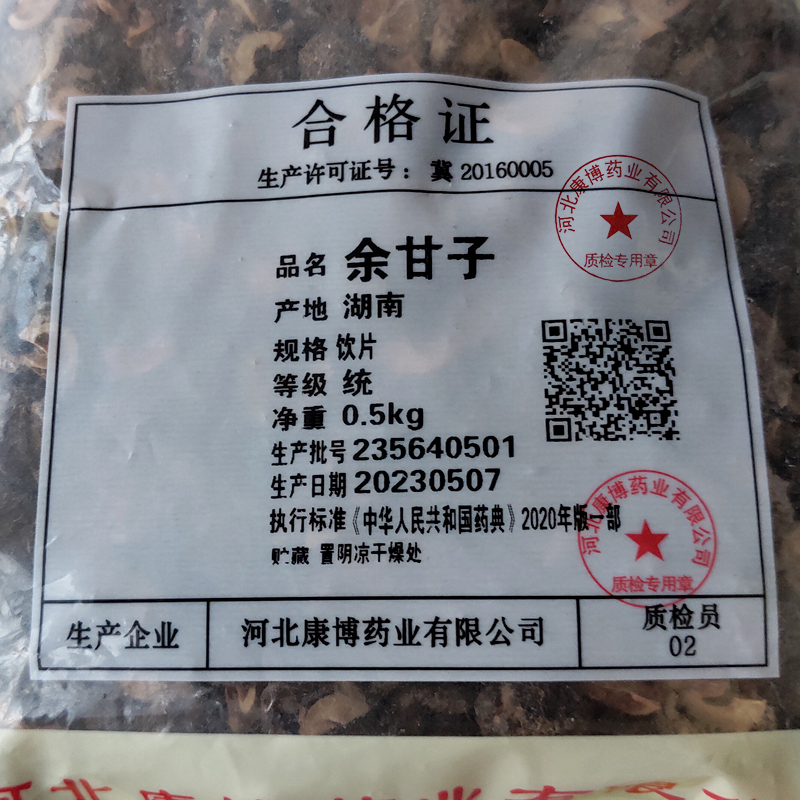 合格证
生产许可证号：冀 20160005
河北康博药业有限公司
质检专用章
品名 余甘子
产地 湖南
规格 饮片
等级 统
净重 0.5kg
生产批号 235640501
生产日期 20230507
执行标准《中华人民共和国药典》2020年版一部
贮藏 置阴凉干燥处
河北康博药业有限公司
质检专用章
生产企业 河北康博药业有限公司 质检员
02
河北康